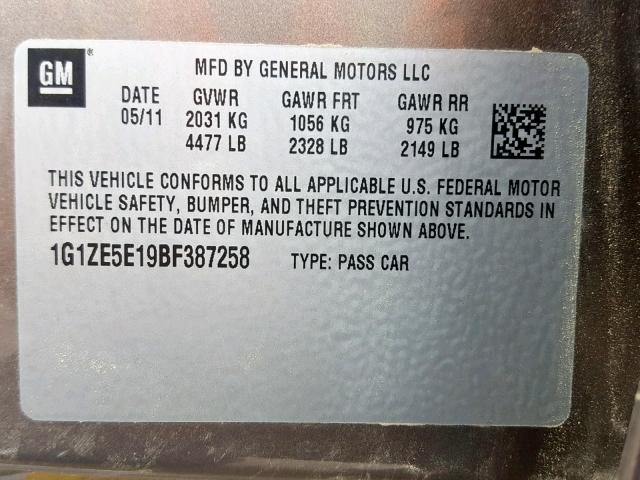 GM®
MFD BY GENERAL MOTORS LLC
DATE GVWR GAWR FRT GAWR RR
05/11 2031 KG 1056 KG 975 KG
4477 LB 2328 LB 2149 LB
THIS VEHICLE CONFORMS TO ALL APPLICABLE U.S. FEDERAL MOTOR
VEHICLE SAFETY, BUMPER, AND THEFT PREVENTION STANDARDS IN
EFFECT ON THE DATE OF MANUFACTURE SHOWN ABOVE.
1G1ZE5E19BF387258 TYPE: PASS CAR